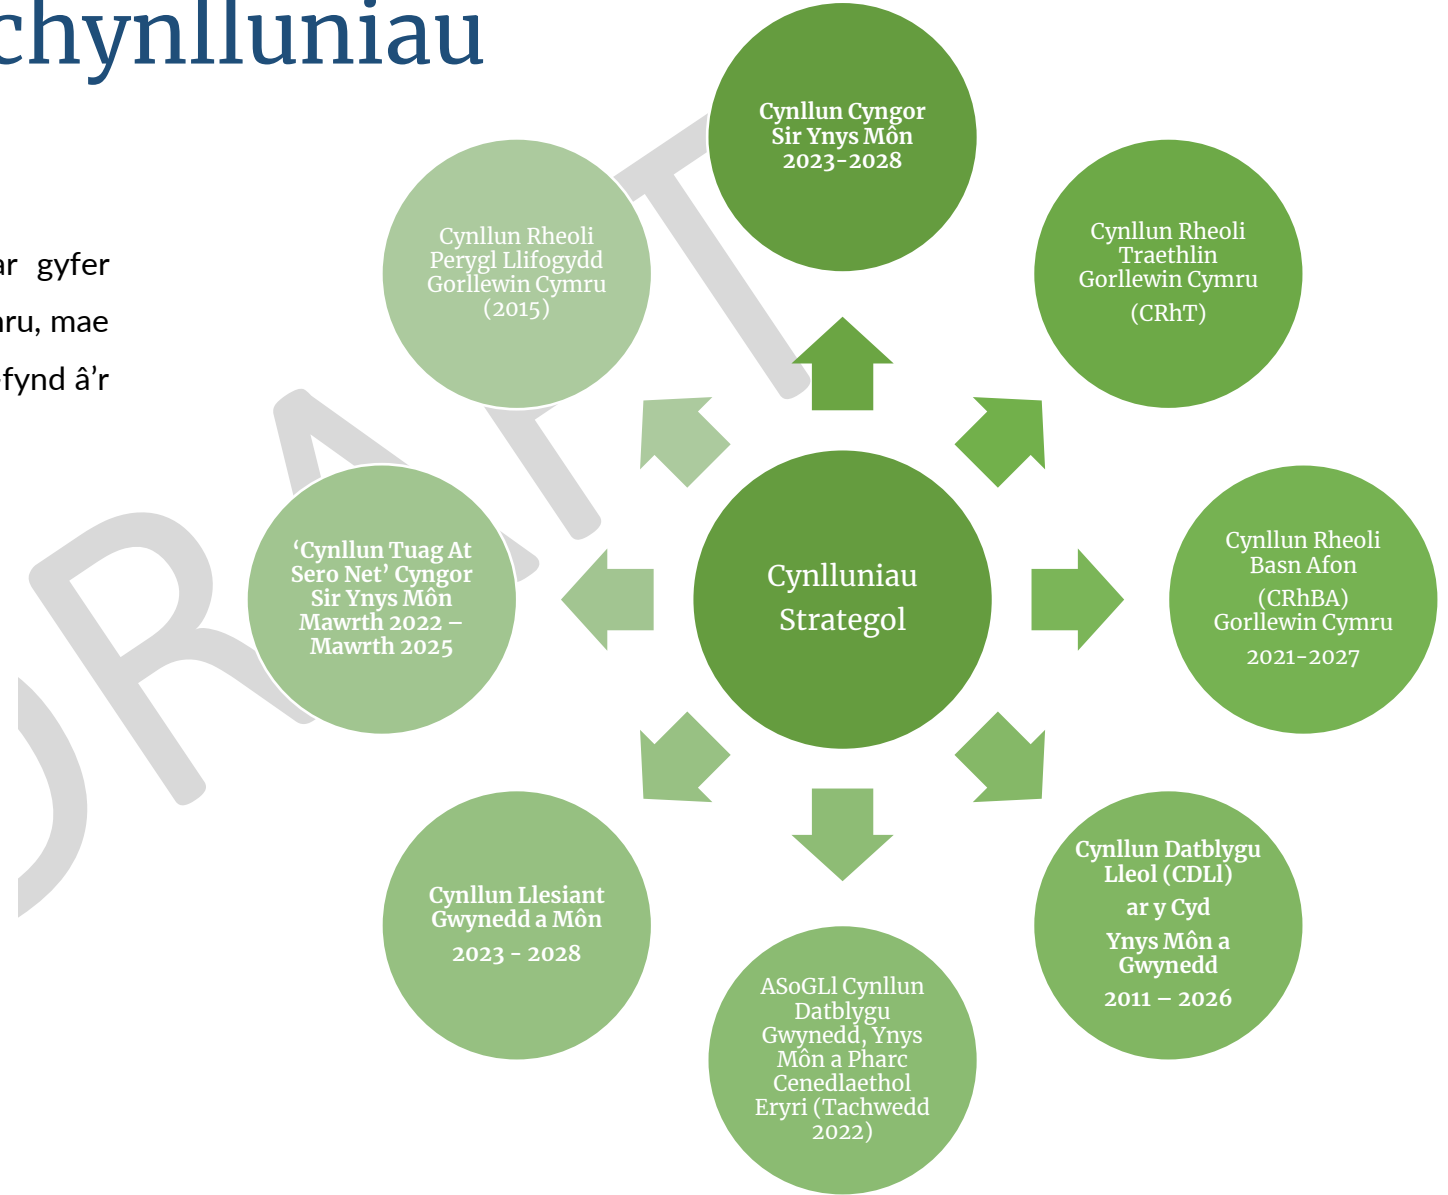 chynlluniau
ar gyfer
mae
fynd â'r
DRAFT
Cynllun Cyngor
Sir Ynys Môn
2023-2028
Cynllun Rheoli
Traethlin
Gorllewin Cymru
(CRhT)
Cynllun Rheoli
Basn Afon
(CRhBA)
Gorllewin Cymru
2021-2027
Cynllun Datblygu
Lleol (CDLl)
ar y Cyd
Ynys Môn a
Gwynedd
2011 – 2026
ASoGLl Cynllun
Datblygu
Gwynedd, Ynys
Môn a Pharc
Cenedlaethol
Eryri (Tachwedd
2022)
Cynllun Llesiant
Gwynedd a Môn
2023 - 2028
‘Cynllun Tuag At
Sero Net’ Cyngor
Sir Ynys Môn
Mawrth 2022 –
Mawrth 2025
Cynllun Rheoli
Perygl Llifogydd
Gorllewin Cymru
(2015)
Cynlluniau
Strategol